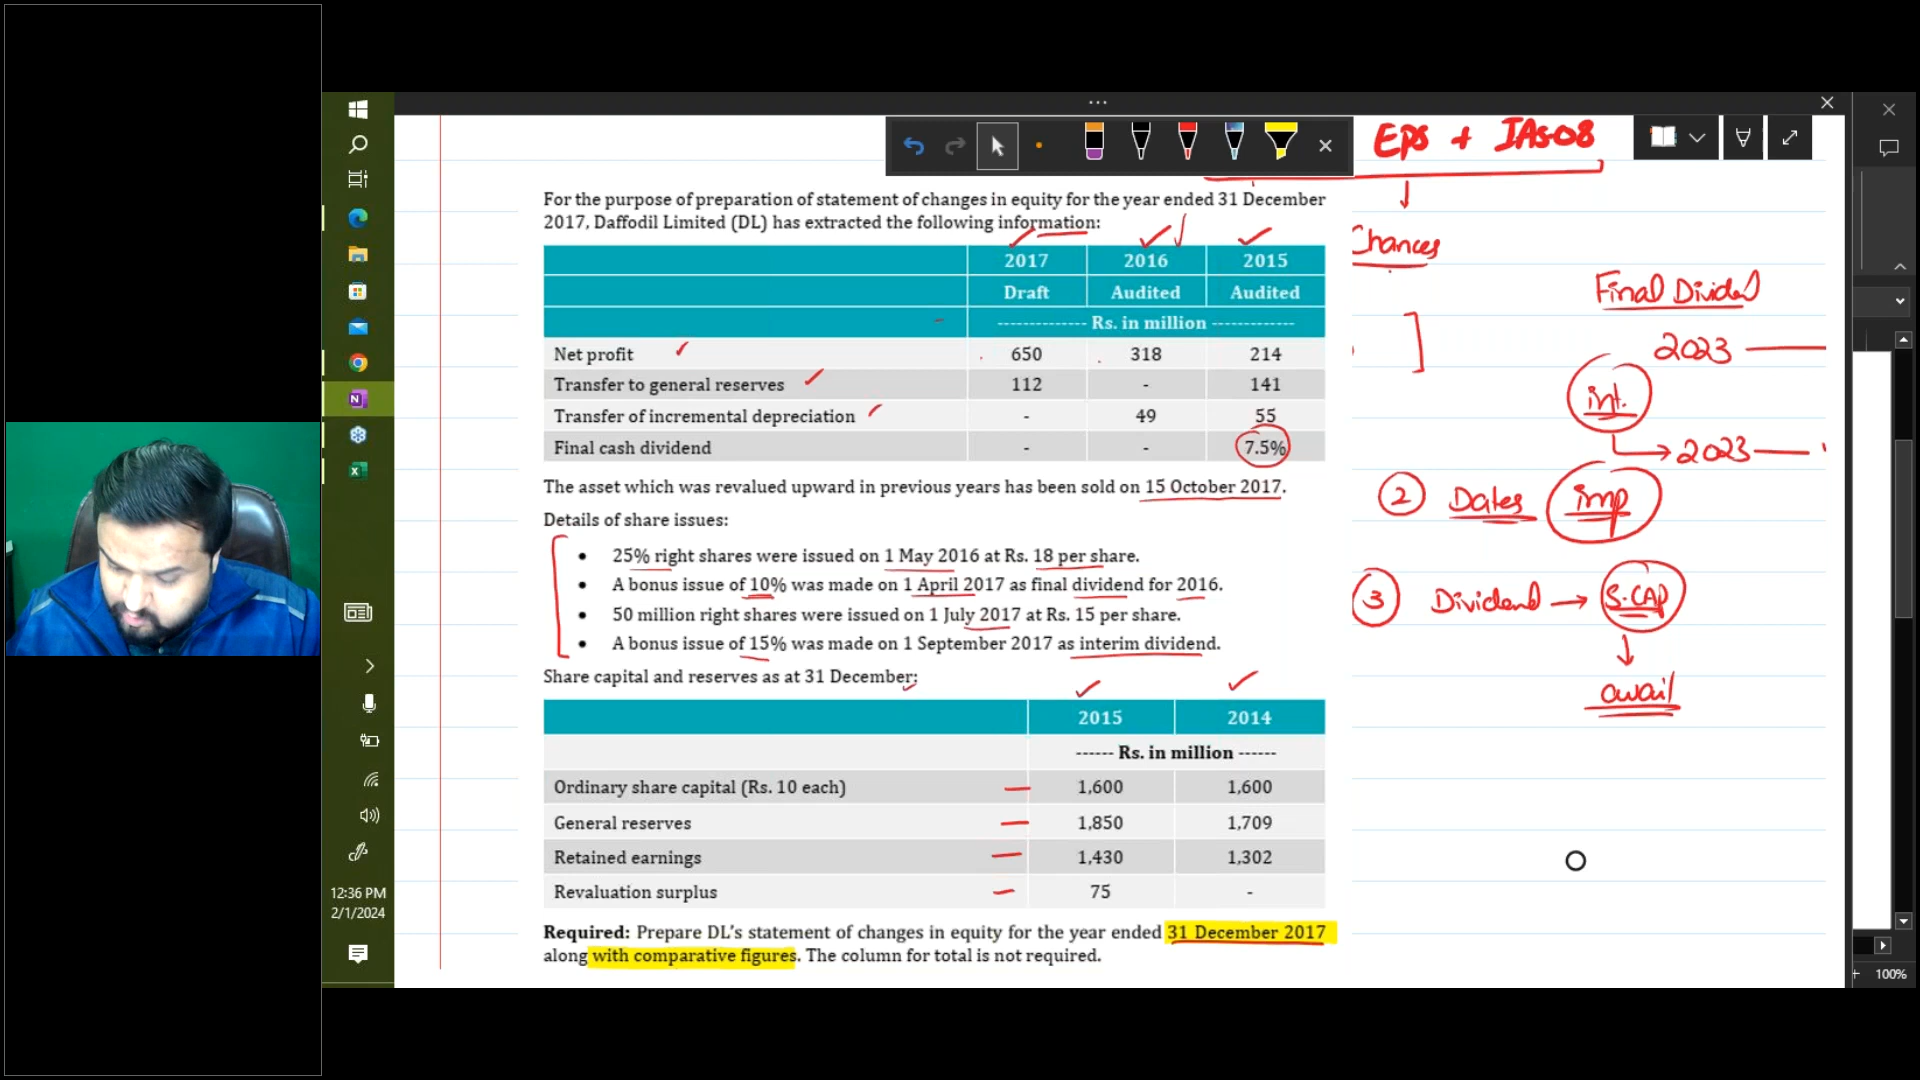 EPS + IAS-08
For the purpose of preparation of statement of changes in equity for the year ended 31 December
2017, Daffodil Limited (DL) has extracted the following information:
2017 2016 2015
Draft Audited Audited
-------------- Rs. in million -------------
Net profit 650 318 214
Transfer to general reserves 112 - 141
Transfer of incremental depreciation - 49 55
Final cash dividend - - 7.5%
The asset which was revalued upward in previous years has been sold on 15 October 2017.
Details of share issues:
• 25% right shares were issued on 1 May 2016 at Rs. 18 per share.
• A bonus issue of 10% was made on 1 April 2017 as final dividend for 2016.
• 50 million right shares were issued on 1 July 2017 at Rs. 15 per share.
• A bonus issue of 15% was made on 1 September 2017 as interim dividend.
Share capital and reserves as at 31 December:
2015 2014
------ Rs. in million ------
Ordinary share capital (Rs. 10 each) 1,600 1,600
General reserves 1,850 1,709
Retained earnings 1,430 1,302
Revaluation surplus 75 -
Required: Prepare DL's statement of changes in equity for the year ended 31 December 2017
along with comparative figures. The column for total is not required.
Final Dividend
2023
int.
2023
2 Dates imp
3 Dividend → S.CAP
avail
12:36 PM
2/1/2024
100%